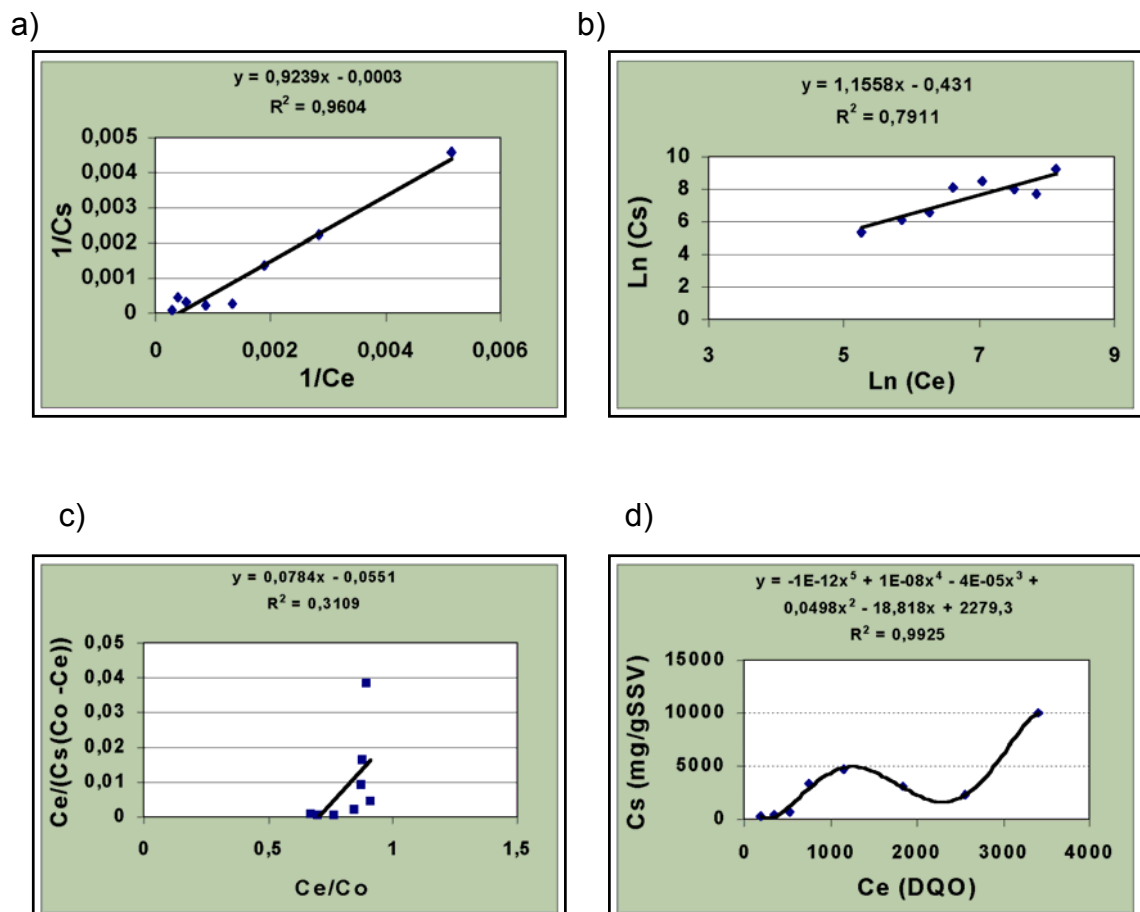 a)
y = 0,9239x - 0,0003
R² = 0,9604
0,005
0,004
0,003
0,002
0,001
0
0 0,002 0,004 0,006
1/Cs
1/Ce
b)
y = 1,1558x - 0,431
R² = 0,7911
10
8
6
4
2
0
3 5 7 9
Ln (Cs)
Ln (Ce)
c)
y = 0,0784x - 0,0551
R² = 0,3109
0,05
0,04
0,03
0,02
0,01
0
0 0,5 1 1,5
Ce/(Cs(Co -Ce))
Ce/Co
d)
y = -1E-12x⁵ + 1E-08x⁴ - 4E-05x³ +
0,0498x² - 18,818x + 2279,3
R² = 0,9925
15000
10000
5000
0
0 1000 2000 3000 4000
Cs (mg/gSSV)
Ce (DQO)